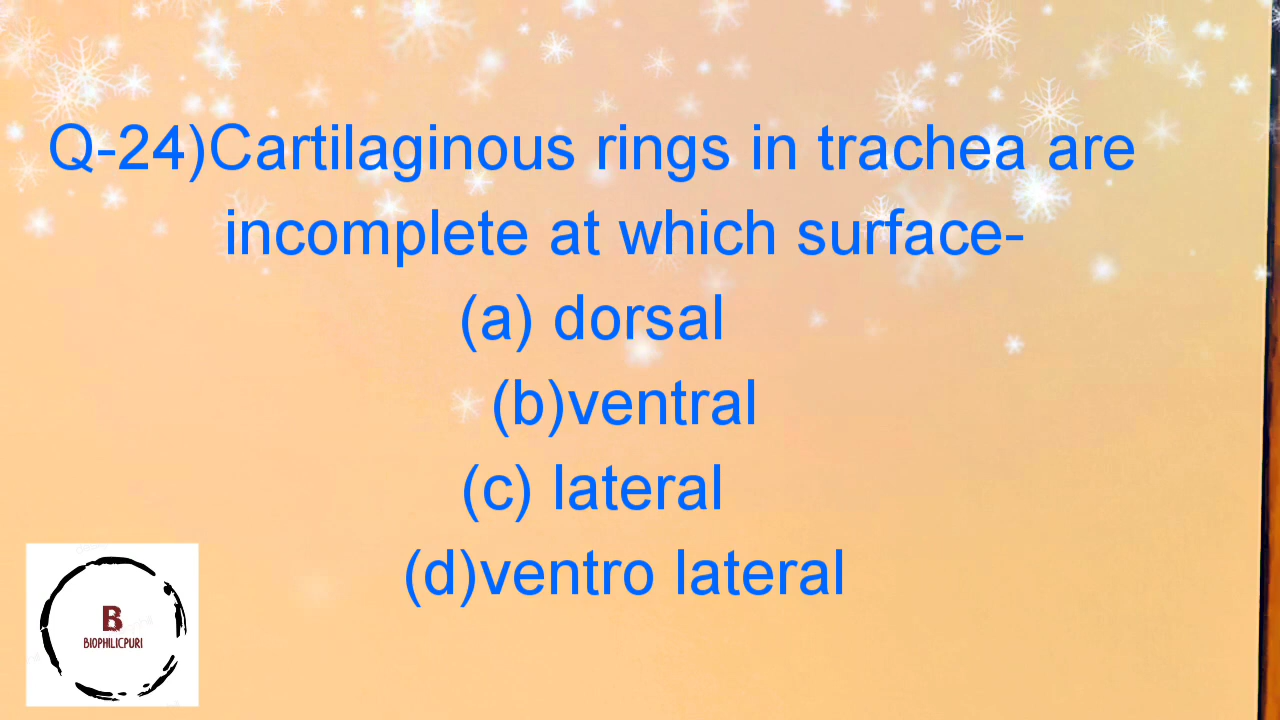 Q-24)Cartilaginous rings in trachea are
incomplete at which surface-
(a) dorsal
(b)ventral
(c) lateral
(d)ventro lateral
B
BIOPHILICPURI